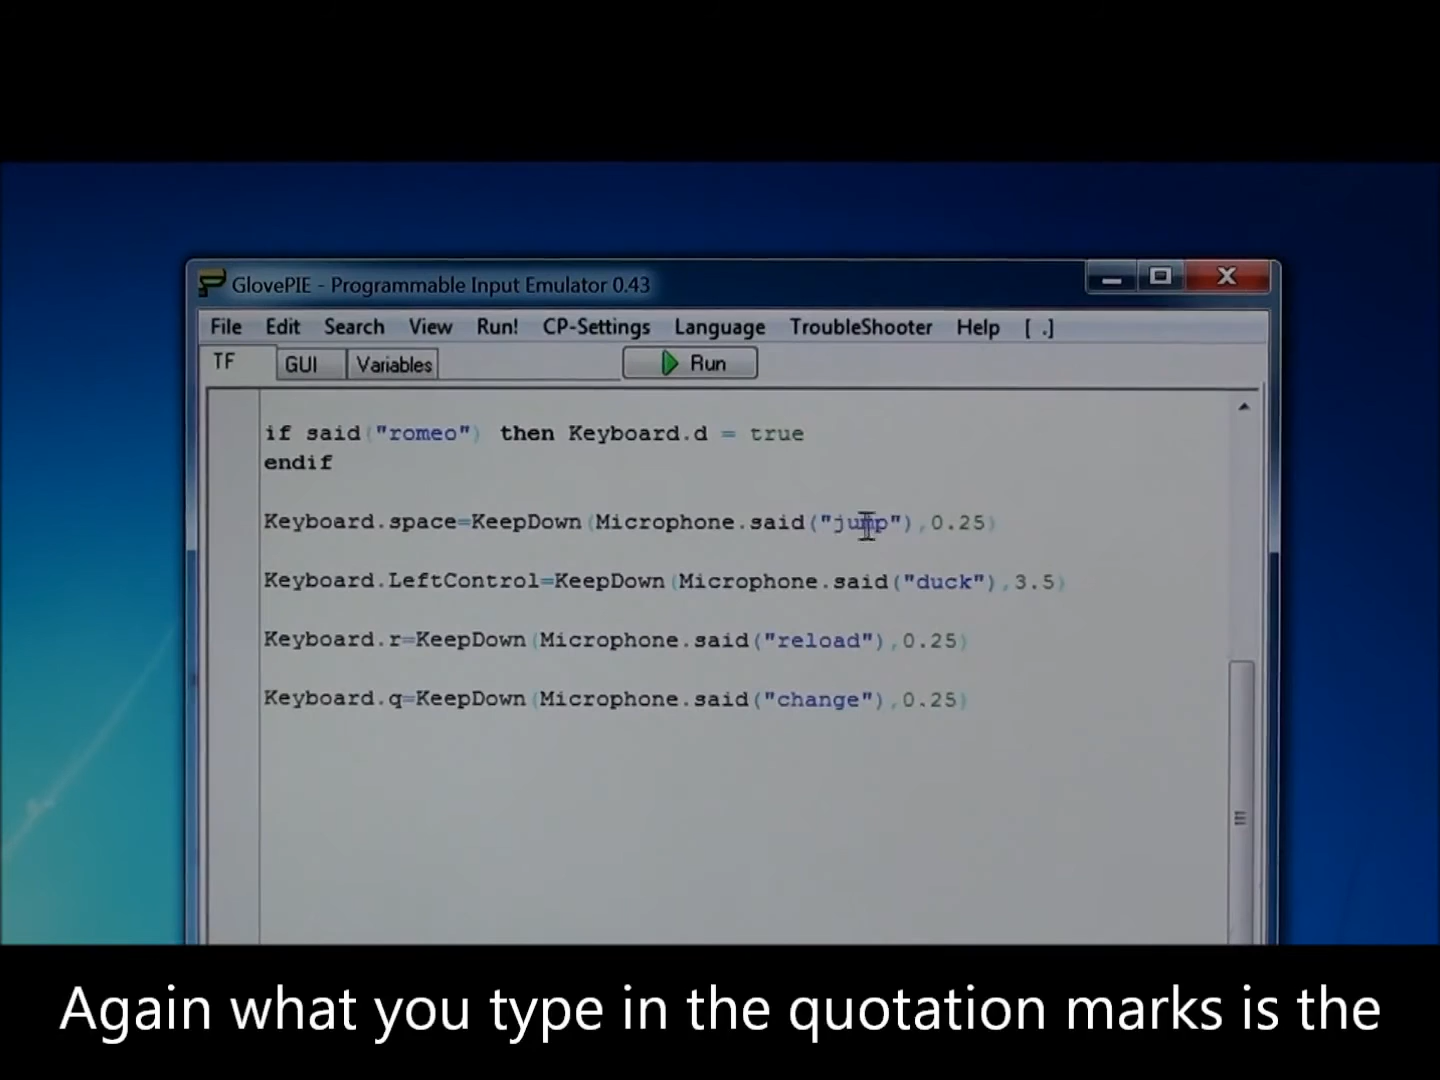 GlovePIE - Programmable Input Emulator 0.43
File Edit Search View Run! CP-Settings Language TroubleShooter Help [ .]
TF GUI Variables Run
if said("romeo") then Keyboard.d = true
endif
Keyboard.space=KeepDown(Microphone.said("jump"),0.25)
Keyboard.LeftControl=KeepDown(Microphone.said("duck"),3.5)
Keyboard.r=KeepDown(Microphone.said("reload"),0.25)
Keyboard.q=KeepDown(Microphone.said("change"),0.25)
Again what you type in the quotation marks is the